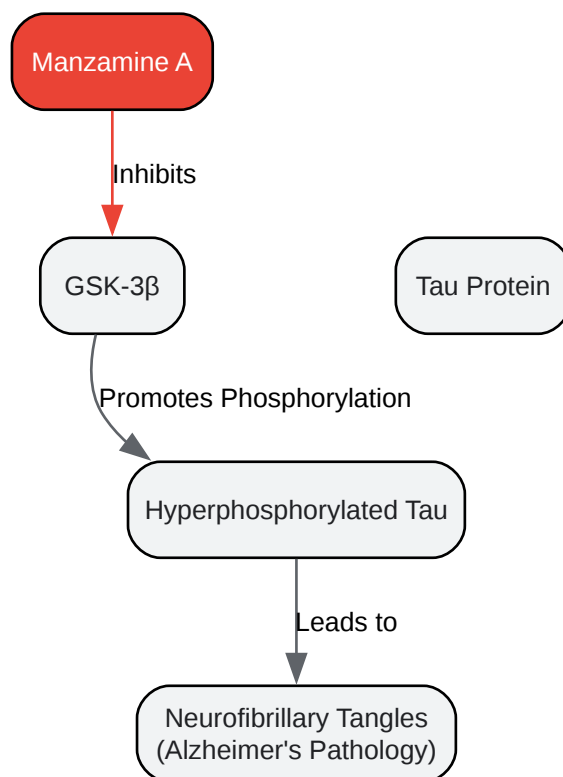 Manzamine A
Inhibits
GSK-3β
Tau Protein
Promotes Phosphorylation
Hyperphosphorylated Tau
Leads to
Neurofibrillary Tangles
(Alzheimer's Pathology)